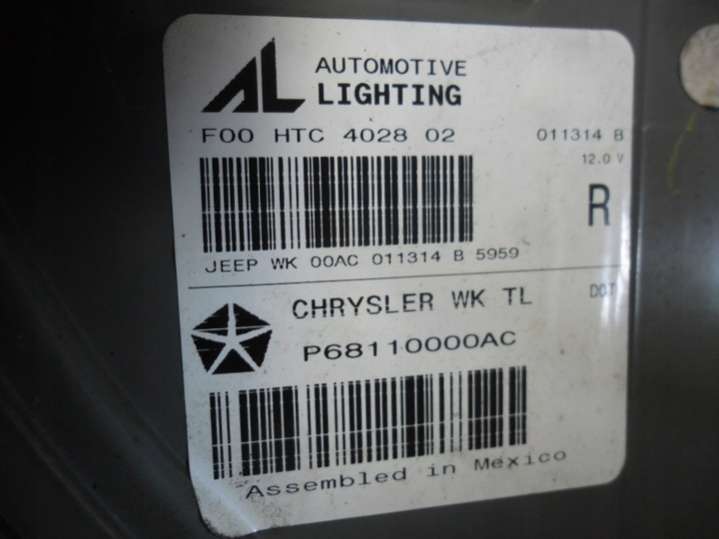 AL AUTOMOTIVE
LIGHTING
F00 HTC 4028 02 011314 B
12.0 V
R
JEEP WK 00AC 011314 B 5959
CHRYSLER WK TL DOT
P68110000AC
Assembled in Mexico